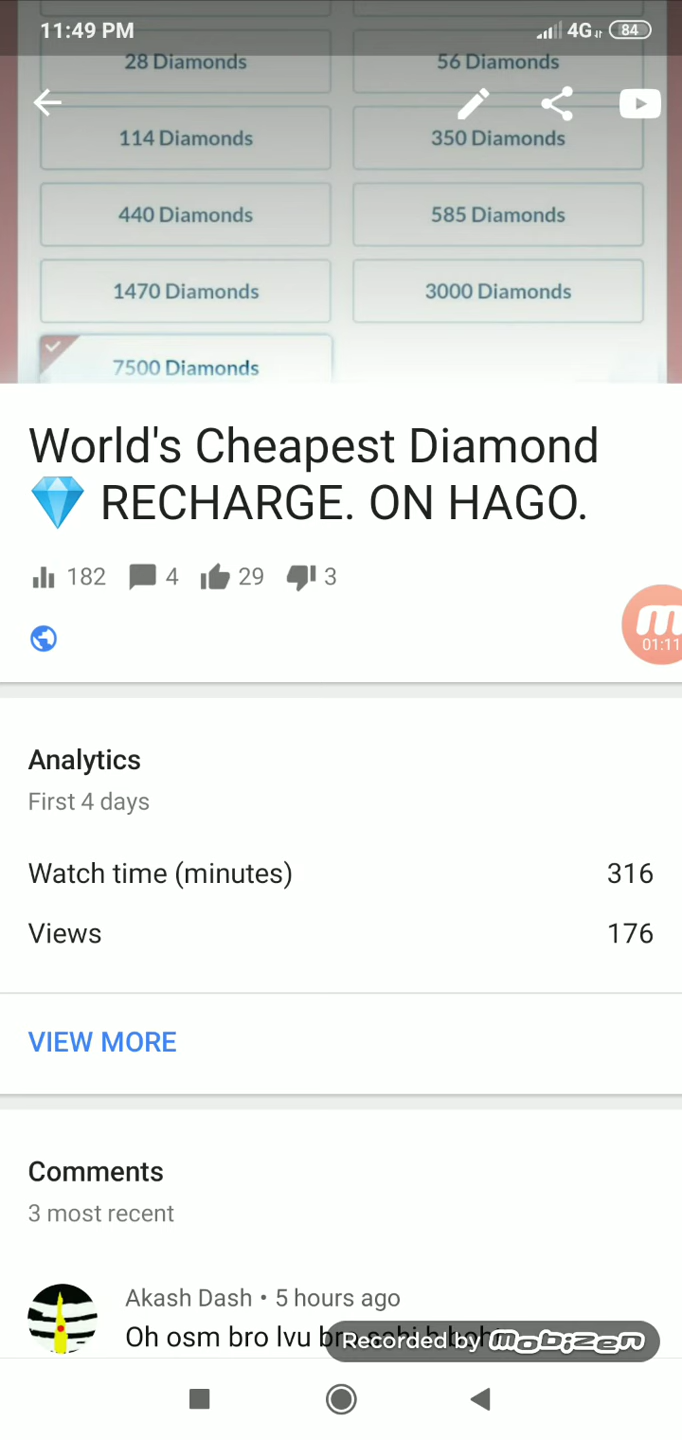 11:49 PM
4G
84
28 Diamonds
56 Diamonds
114 Diamonds
350 Diamonds
440 Diamonds
585 Diamonds
1470 Diamonds
3000 Diamonds
7500 Diamonds
World's Cheapest Diamond
💎 RECHARGE. ON HAGO.
182
4
29
3
01:11
Analytics
First 4 days
Watch time (minutes) 316
Views 176
VIEW MORE
Comments
3 most recent
Akash Dash • 5 hours ago
Oh osm bro lvu
Recorded by mobizen